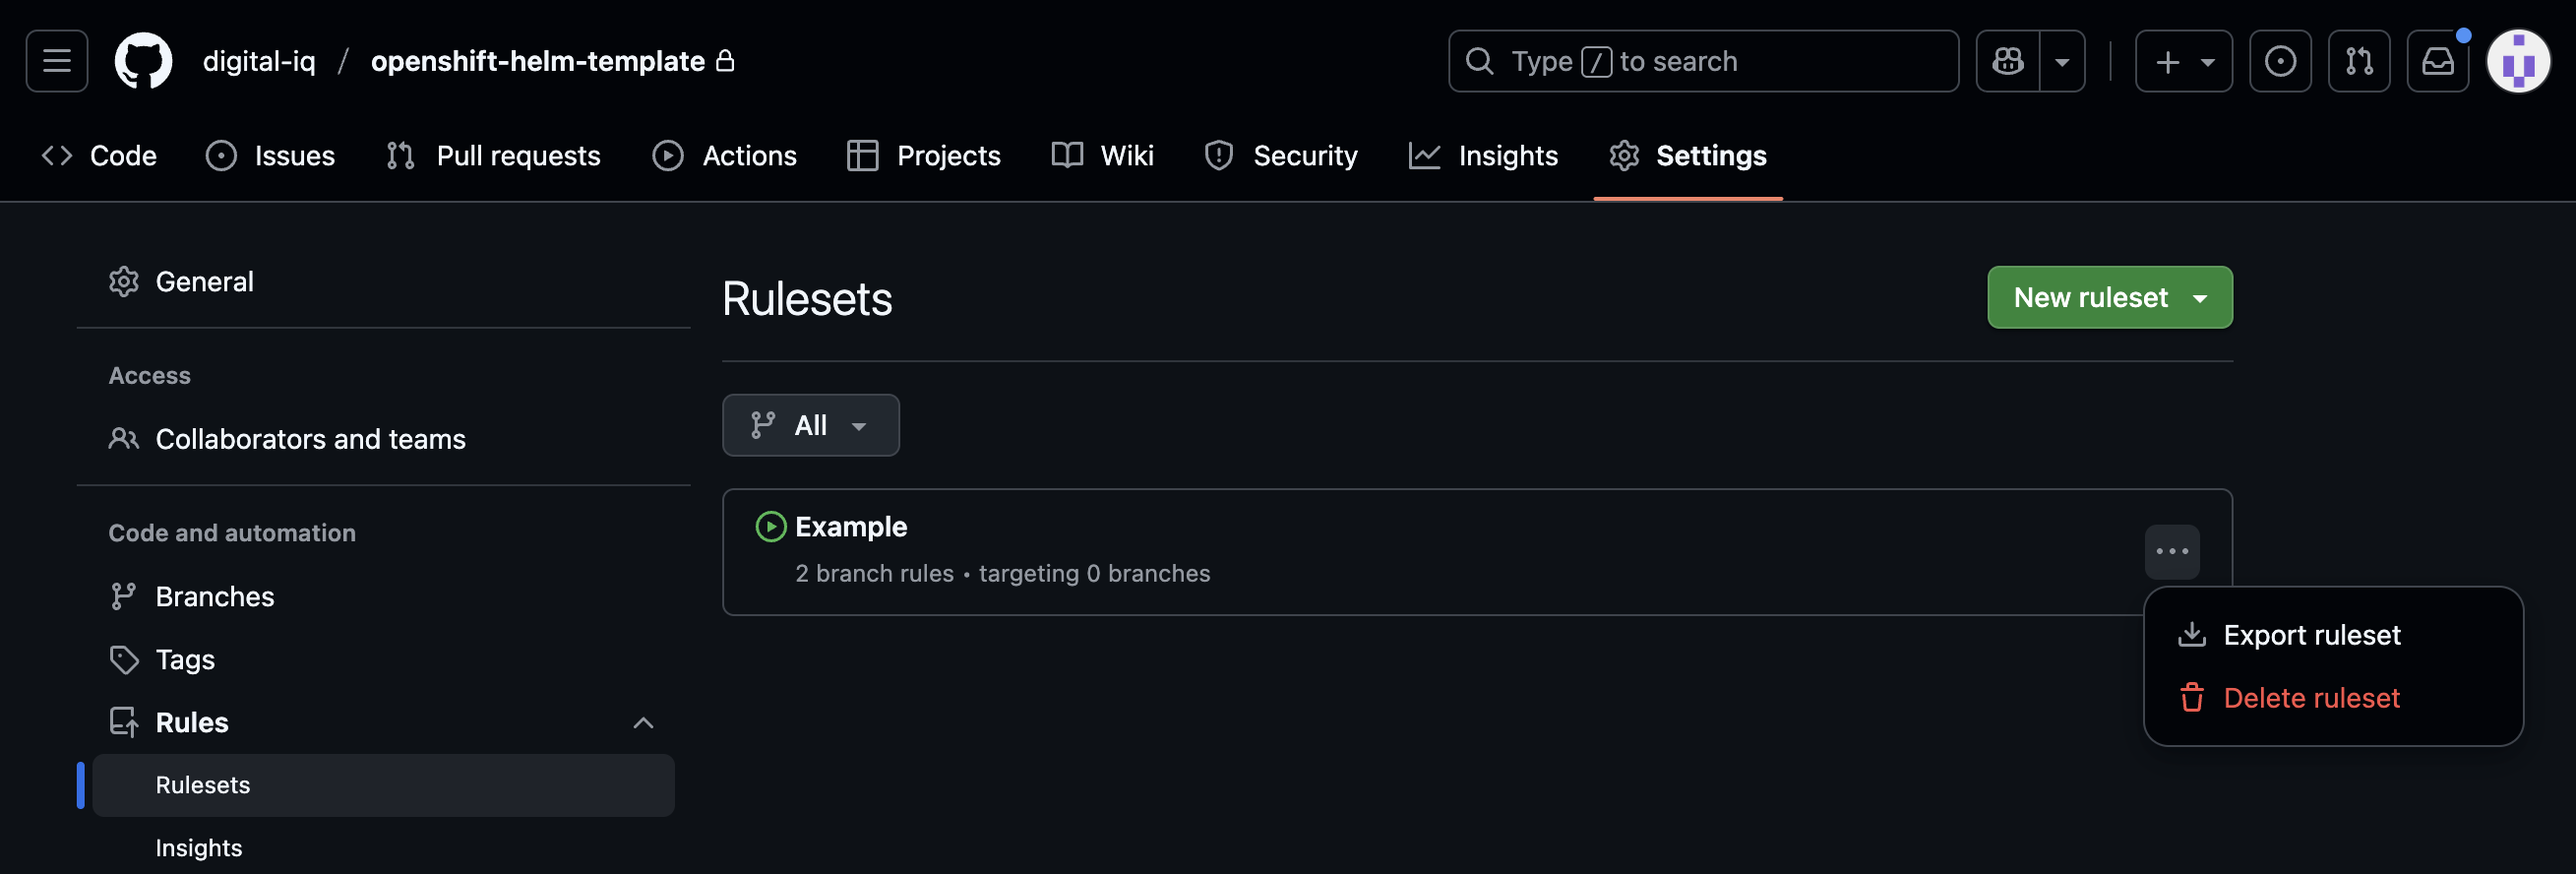 digital-iq / openshift-helm-template
Type / to search
Code
Issues
Pull requests
Actions
Projects
Wiki
Security
Insights
Settings
General
Access
Collaborators and teams
Code and automation
Branches
Tags
Rules
Rulesets
Insights
Rulesets
New ruleset
All
Example
2 branch rules • targeting 0 branches
Export ruleset
Delete ruleset